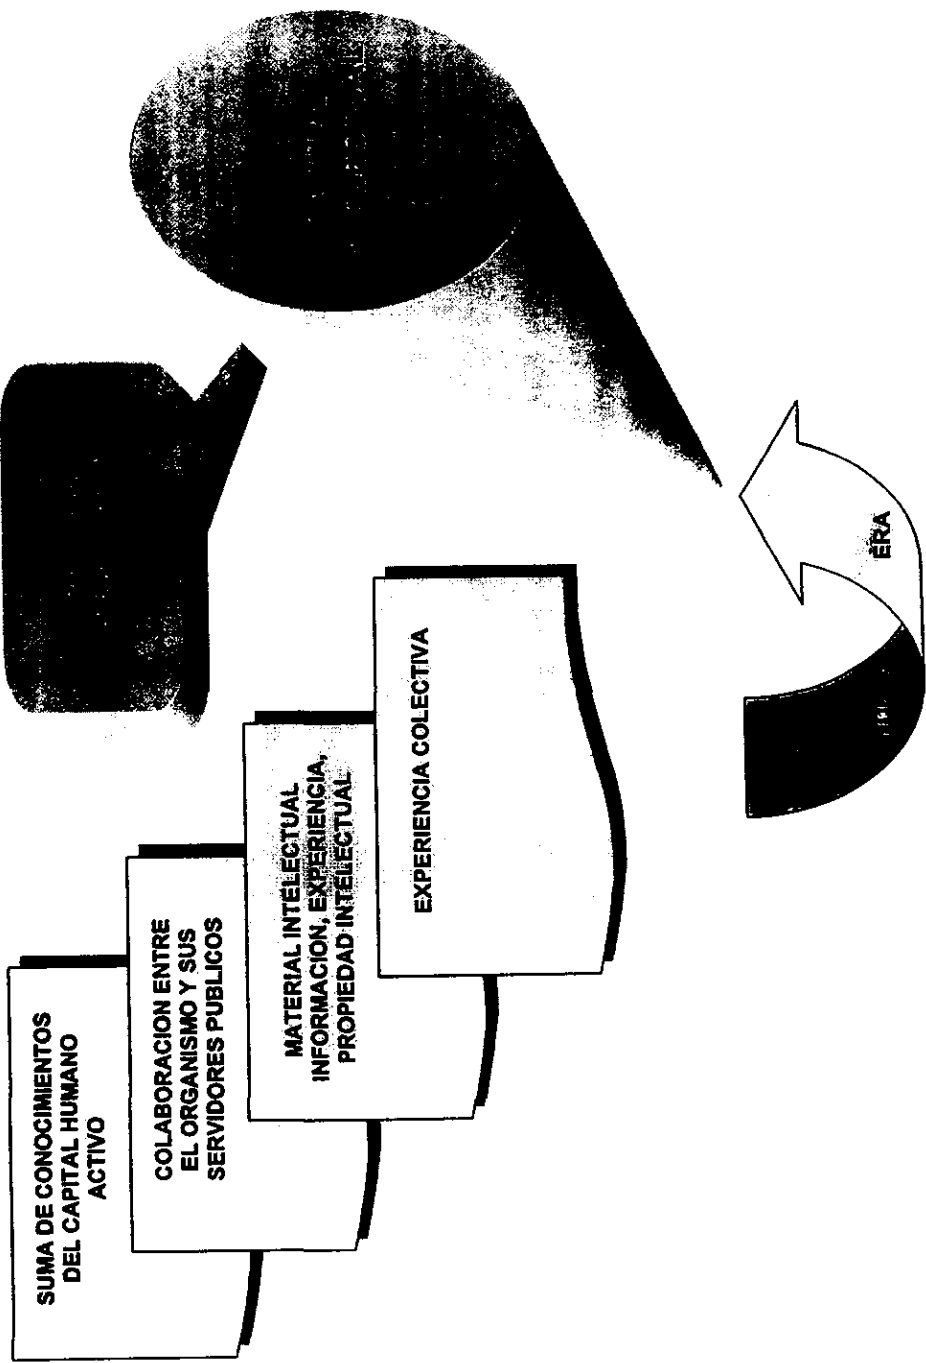 SUMA DE CONOCIMIENTOS
DEL CAPITAL HUMANO
ACTIVO
COLABORACION ENTRE
EL ORGANISMO Y SUS
SERVIDORES PUBLICOS
MATERIAL INTELECTUAL
INFORMACION, EXPERIENCIA,
PROPIEDAD INTELECTUAL
EXPERIENCIA COLECTIVA
ERA